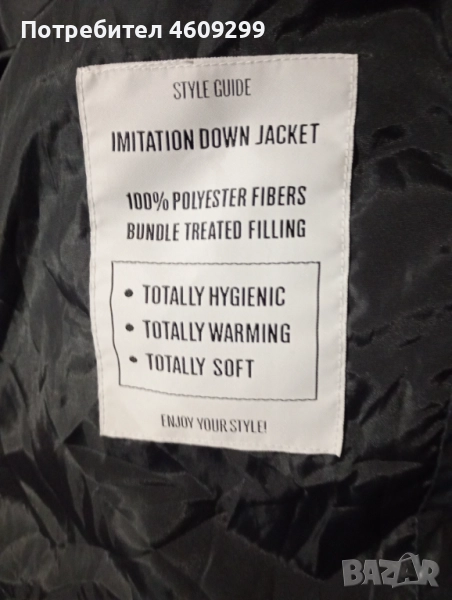 Потребител 4609299
STYLE GUIDE
IMITATION DOWN JACKET
100% POLYESTER FIBERS
BUNDLE TREATED FILLING
• TOTALLY HYGIENIC
• TOTALLY WARMING
• TOTALLY SOFT
ENJOY YOUR STYLE!
BAZAR